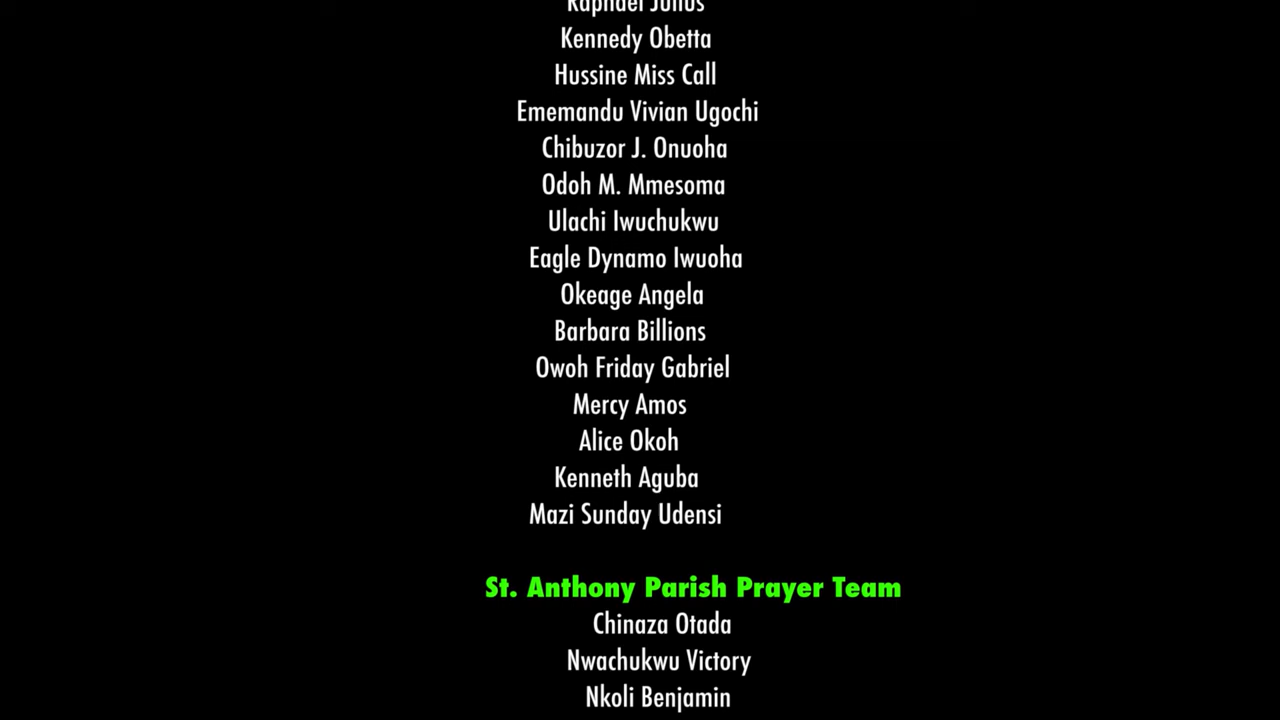 Raphael Julius
Kennedy Obetta
Hussine Miss Call
Ememandu Vivian Ugochi
Chibuzor J. Onuoha
Odoh M. Mmesoma
Ulachi Iwuchukwu
Eagle Dynamo Iwuoha
Okeage Angela
Barbara Billions
Owoh Friday Gabriel
Mercy Amos
Alice Okoh
Kenneth Aguba
Mazi Sunday Udensi
St. Anthony Parish Prayer Team
Chinaza Otada
Nwachukwu Victory
Nkoli Benjamin